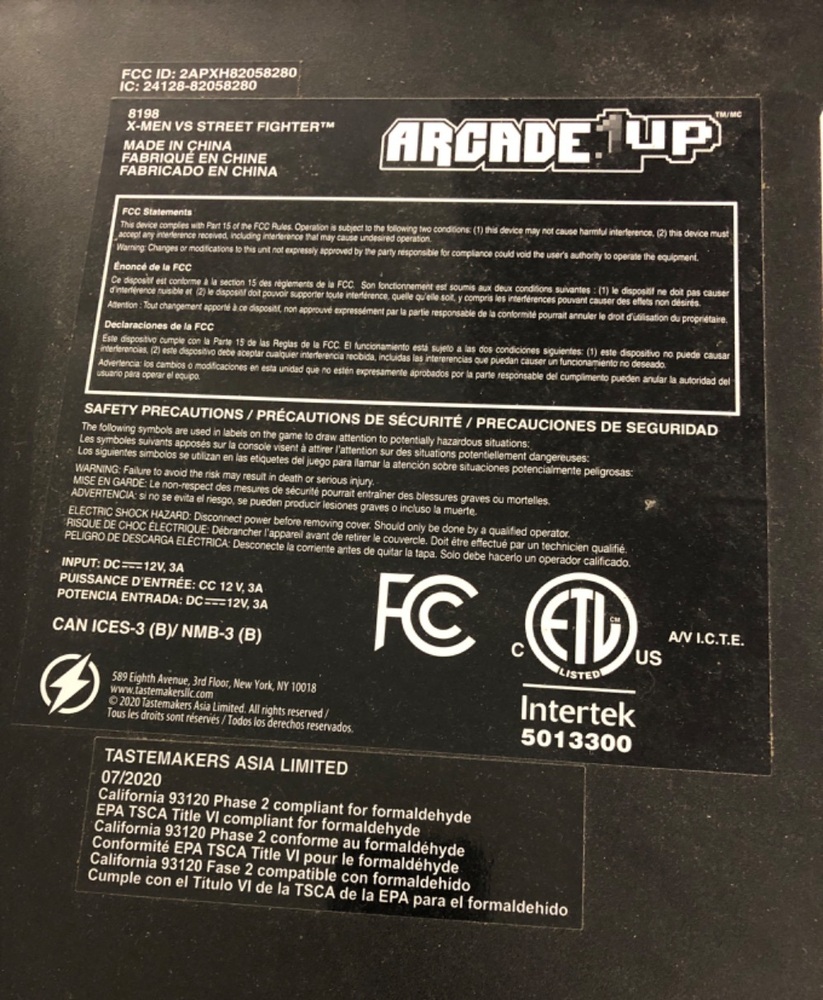 FCC ID: 2APXH82058280
IC: 24128-82058280
8198
X-MEN VS STREET FIGHTER™
MADE IN CHINA
FABRIQUÉ EN CHINE
FABRICADO EN CHINA
ARCADE1UP TM/MC
FCC Statements
This device complies with Part 15 of the FCC Rules. Operation is subject to the following two conditions: (1) this device may not cause harmful interference, (2) this device must
accept any interference received, including interference that may cause undesired operation.
Warning: Changes or modifications to this unit not expressly approved by the party responsible for compliance could void the user's authority to operate the equipment.
Énoncé de la FCC
Ce dispositif est conforme à la section 15 des règlements de la FCC. Son fonctionnement est soumis aux deux conditions suivantes : (1) le dispositif ne doit pas causer
d'interférence nuisible et (2) le dispositif doit pouvoir supporter toute interférence, quelle qu'elle soit, y compris les interférences pouvant causer des effets non désirés.
Attention : Tout changement apporté à ce dispositif, non approuvé expressément par la partie responsable de la conformité pourrait annuler le droit d'utilisation du propriétaire.
Declaraciones de la FCC
Este dispositivo cumple con la Parte 15 de las Reglas de la FCC. El funcionamiento está sujeto a las dos condiciones siguientes: (1) este dispositivo no puede causar
interferencias, (2) este dispositivo debe aceptar cualquier interferencia recibida, incluidas las interferencias que puedan causar un funcionamiento no deseado.
Advertencia: los cambios o modificaciones en esta unidad que no estén expresamente aprobados por la parte responsable del cumplimento pueden anular la autoridad del
usuario para operar el equipo.
SAFETY PRECAUTIONS / PRÉCAUTIONS DE SÉCURITÉ / PRECAUCIONES DE SEGURIDAD
The following symbols are used in labels on the game to draw attention to potentially hazardous situations:
Les symboles suivants apposés sur la console visent à attirer l'attention sur des situations potentiellement dangereuses:
Los siguientes símbolos se utilizan en las etiquetas del juego para llamar la atención sobre situaciones potencialmente peligrosas:
WARNING: Failure to avoid the risk may result in death or serious injury.
MISE EN GARDE: Le non-respect des mesures de sécurité pourrait entraîner des blessures graves ou mortelles.
ADVERTENCIA: si no se evita el riesgo, se pueden producir lesiones graves o incluso la muerte.
ELECTRIC SHOCK HAZARD: Disconnect power before removing cover. Should only be done by a qualified operator.
RISQUE DE CHOC ÉLECTRIQUE: Débrancher l'appareil avant de retirer le couvercle. Doit être effectué par un technicien qualifié.
PELIGRO DE DESCARGA ELÉCTRICA: Desconecte la corriente antes de quitar la tapa. Solo debe hacerlo un operador calificado.
INPUT: DC⎓12V, 3A
PUISSANCE D'ENTRÉE: CC 12 V, 3A
POTENCIA ENTRADA: DC⎓12V, 3A
CAN ICES-3 (B)/ NMB-3 (B)
FC
C ETL CM LISTED US
A/V I.C.T.E.
Intertek
5013300
589 Eighth Avenue, 3rd Floor, New York, NY 10018
www.tastemakersllc.com
© 2020 Tastemakers Asia Limited. All rights reserved /
Tous les droits sont réservés / Todos los derechos reservados.
TASTEMAKERS ASIA LIMITED
07/2020
California 93120 Phase 2 compliant for formaldehyde
EPA TSCA Title VI compliant for formaldehyde
California 93120 Phase 2 conforme au formaldéhyde
Conformité EPA TSCA Title VI pour le formaldéhyde
California 93120 Fase 2 compatible con formaldehido
Cumple con el Título VI de la TSCA de la EPA para el formaldehido